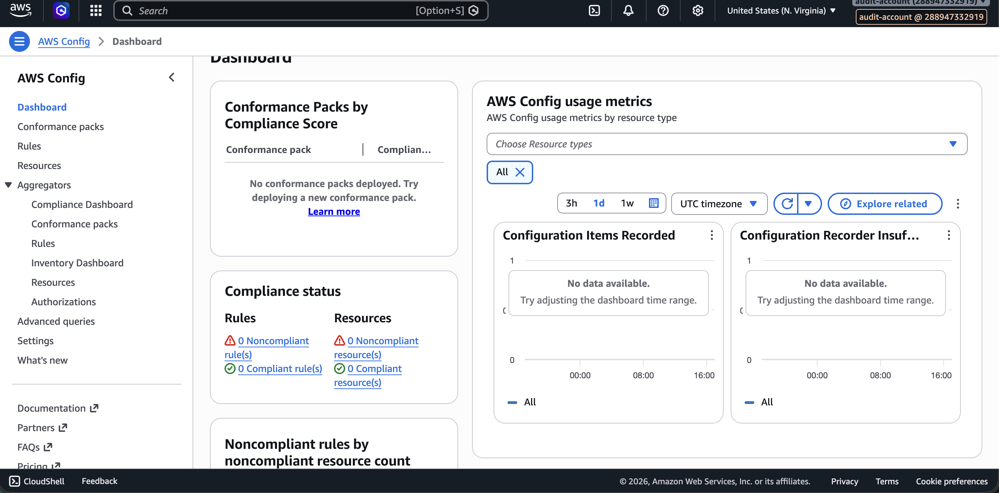 aws
Search
[Option+S]
United States (N. Virginia)
audit-account (288947332919)
audit-account @ 288947332919
AWS Config
Dashboard
AWS Config
Dashboard
Conformance packs
Rules
Resources
Aggregators
Compliance Dashboard
Conformance packs
Rules
Inventory Dashboard
Resources
Authorizations
Advanced queries
Settings
What's new
Documentation
Partners
FAQs
Pricing
Dashboard
Conformance Packs by
Compliance Score
Conformance pack
Complian...
No conformance packs deployed. Try
deploying a new conformance pack.
Learn more
Compliance status
Rules
0 Noncompliant
rule(s)
0 Compliant rule(s)
Resources
0 Noncompliant
resource(s)
0 Compliant
resource(s)
Noncompliant rules by
noncompliant resource count
AWS Config usage metrics
AWS Config usage metrics by resource type
Choose Resource types
All
3h 1d 1w
UTC timezone
Explore related
Configuration Items Recorded
1
No data available.
Try adjusting the dashboard time range.
0
00:00 08:00 16:00
All
Configuration Recorder Insuf...
1
No data available.
Try adjusting the dashboard time range.
0
00:00 08:00 16:00
All
CloudShell
Feedback
© 2026, Amazon Web Services, Inc. or its affiliates.
Privacy
Terms
Cookie preferences